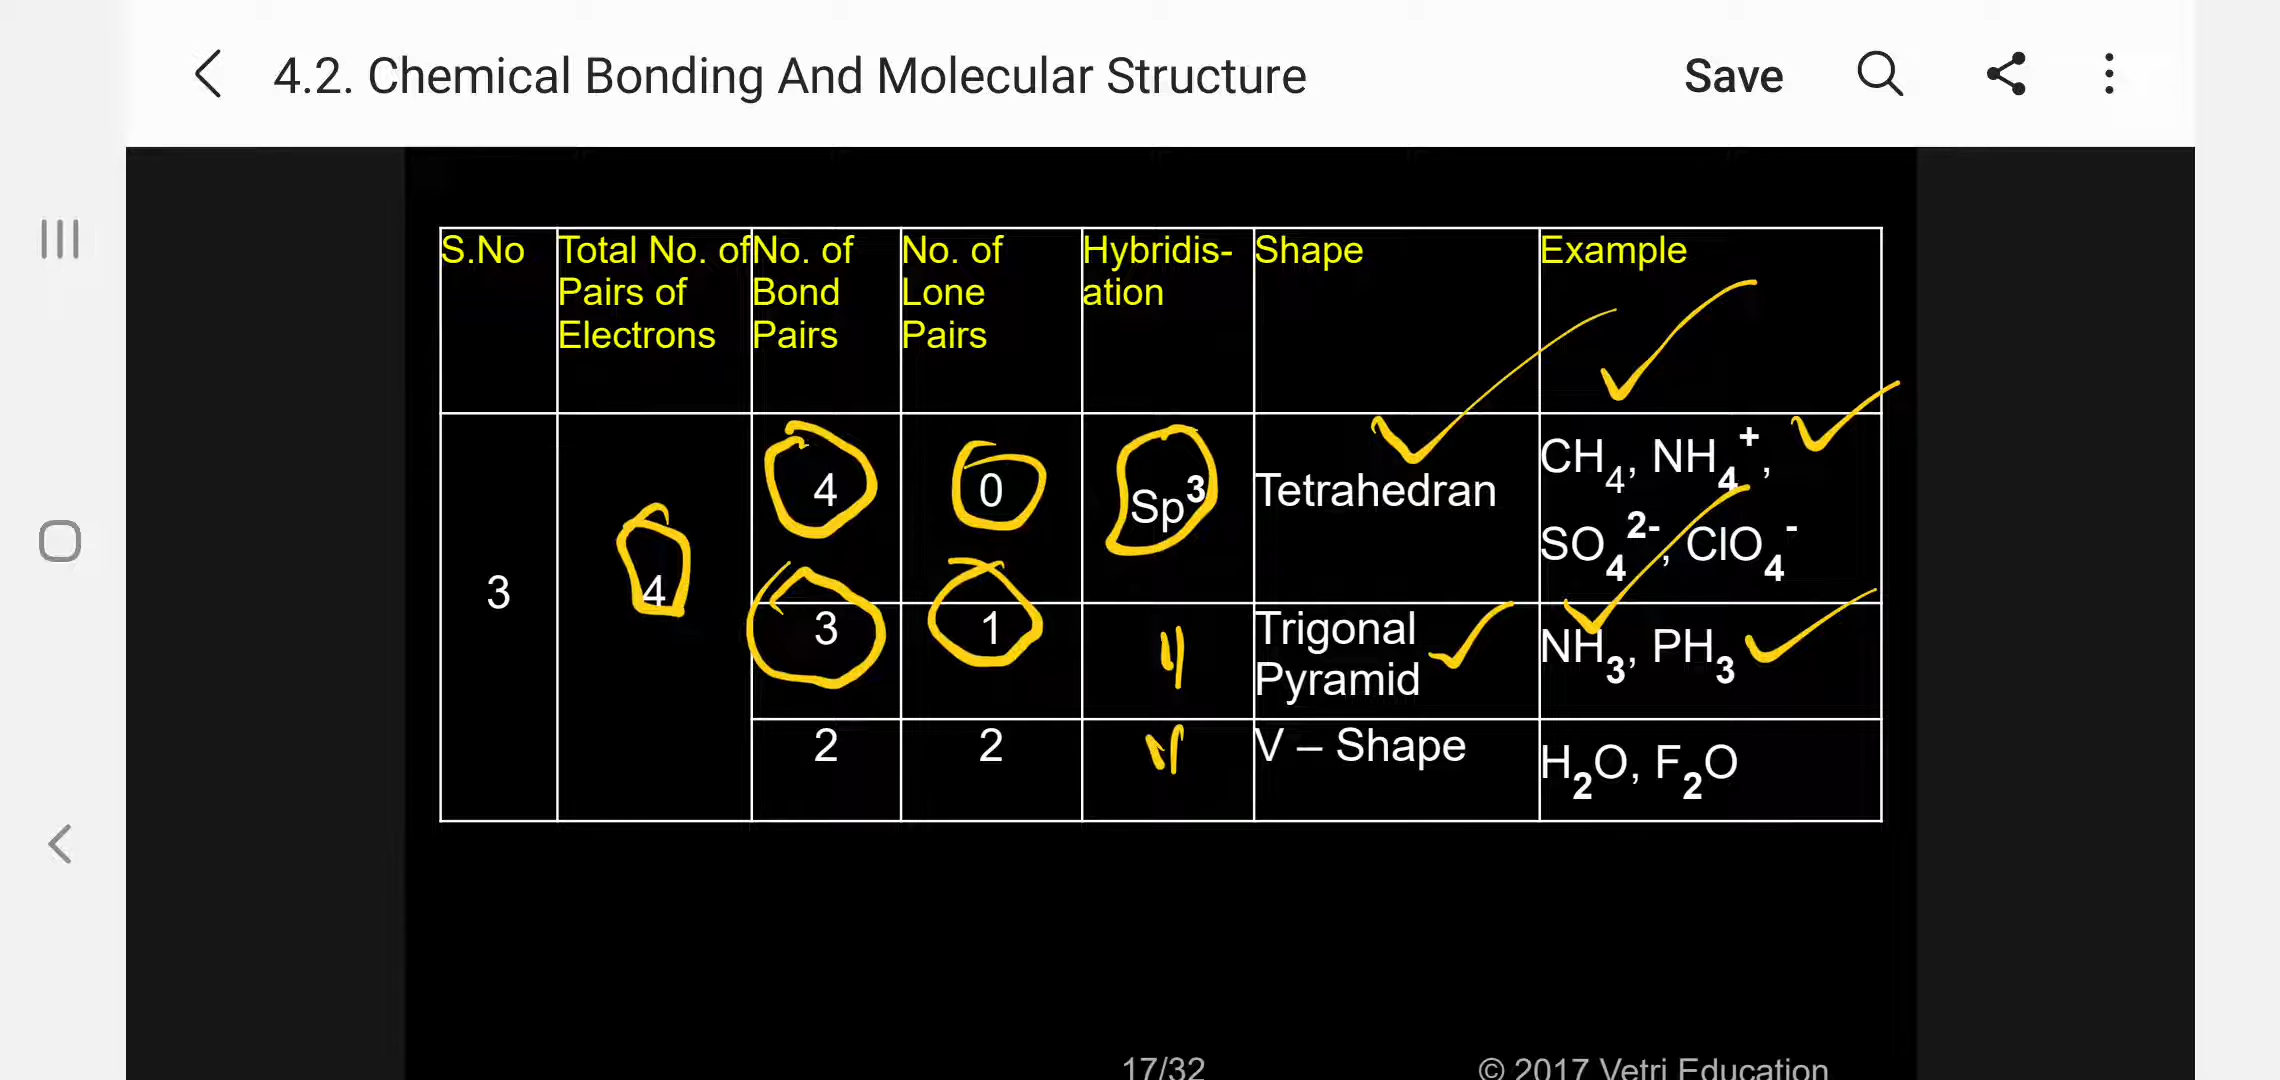 4.2. Chemical Bonding And Molecular Structure
Save
S.No Total No. of Pairs of Electrons No. of Bond Pairs No. of Lone Pairs Hybridis-ation Shape Example
3 4 4 0 Sp³ Tetrahedran CH₄, NH₄⁺, SO₄²⁻, ClO₄⁻
3 1 " Trigonal Pyramid NH₃, PH₃
2 2 " V – Shape H₂O, F₂O
17/32 © 2017 Vetri Education